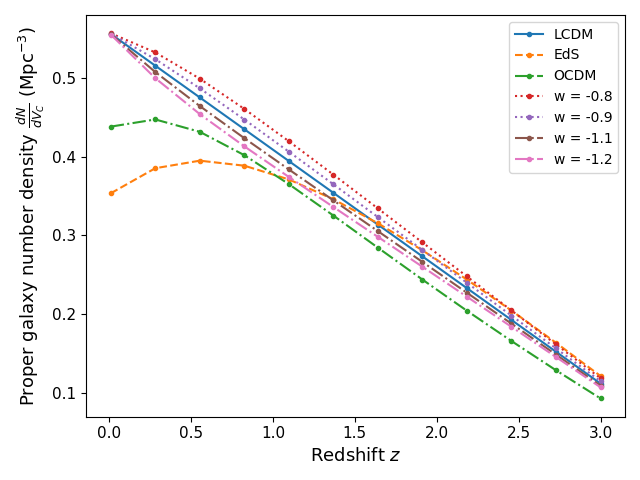 Proper galaxy number density $\frac{dN}{dV_C}$ (Mpc$^{-3}$)
0.5
0.4
0.3
0.2
0.1
LCDM
EdS
OCDM
w = -0.8
w = -0.9
w = -1.1
w = -1.2
0.0 0.5 1.0 1.5 2.0 2.5 3.0
Redshift z